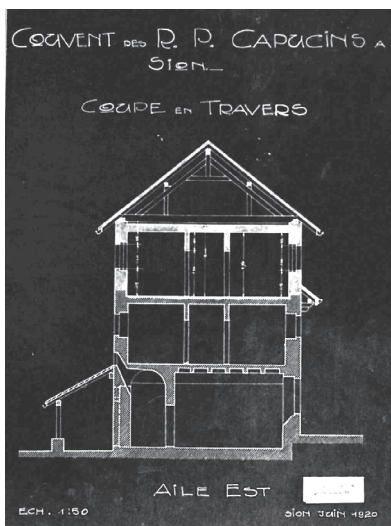 COUVENT DES R. P. CAPUCINS A
SION._
COUPE EN TRAVERS
AILE EST
ECH. 1:50
SION JUIN 1920